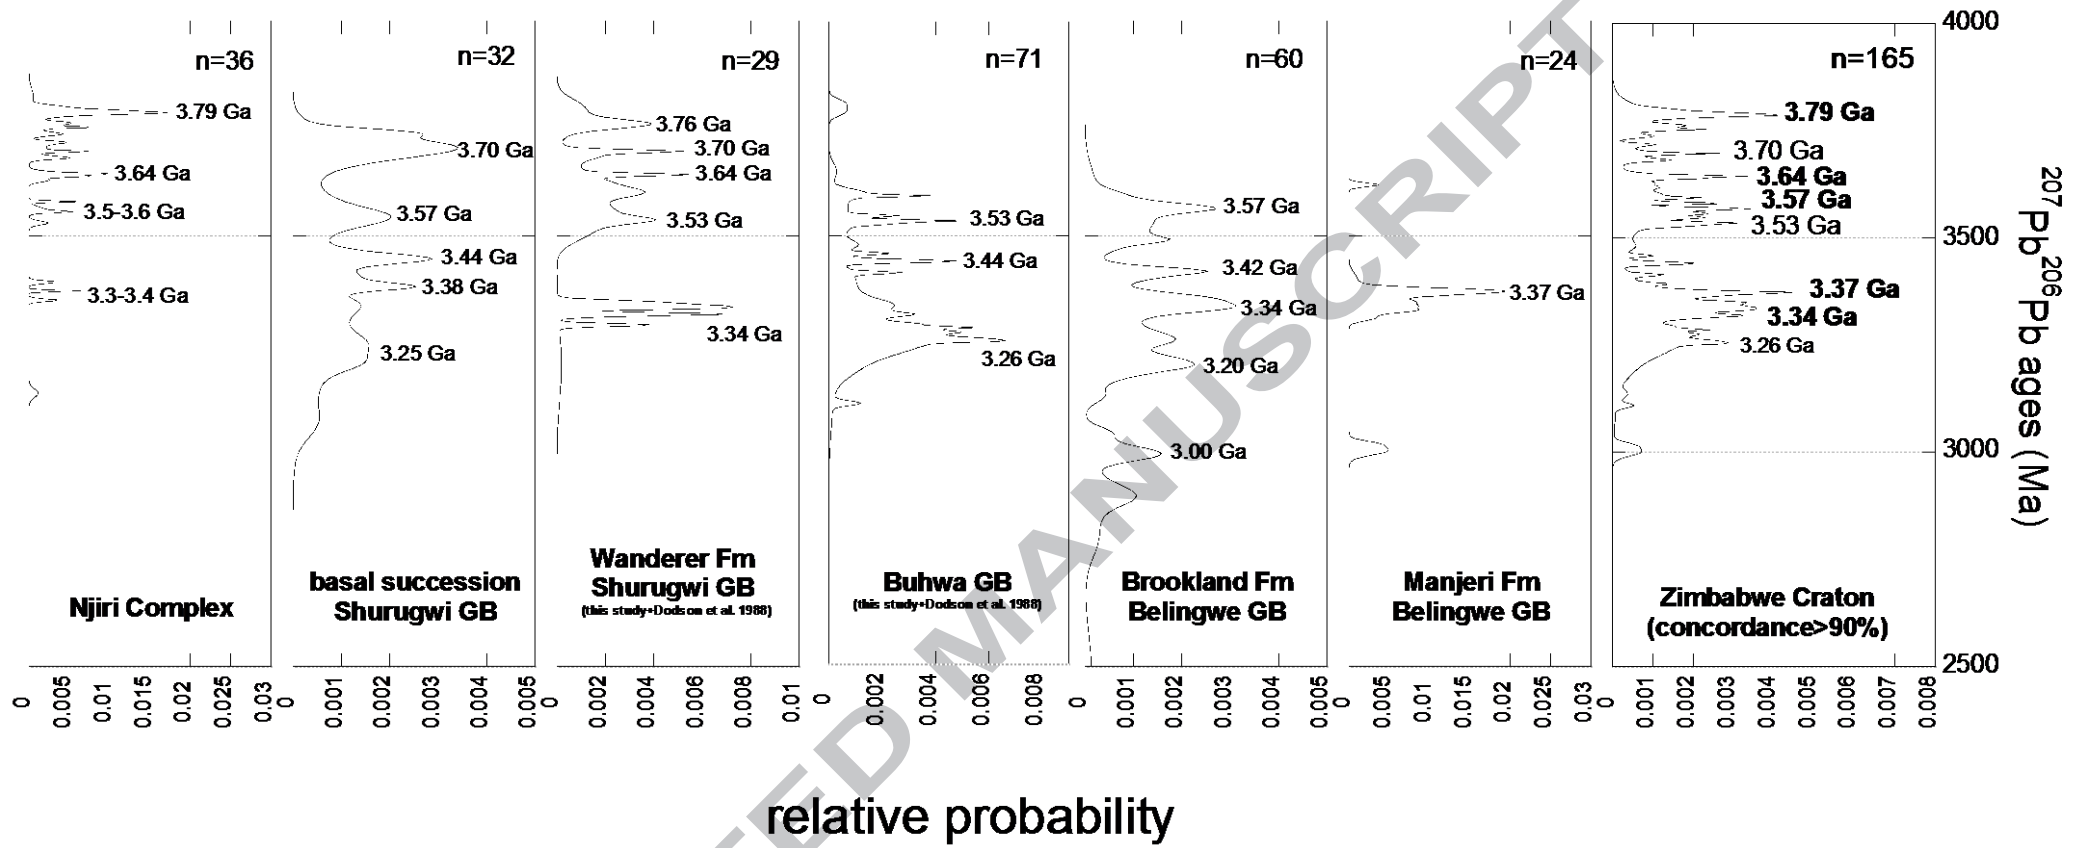 n=36
3.79 Ga
3.64 Ga
3.5-3.6 Ga
3.3-3.4 Ga
Njiri Complex
0 0.005 0.01 0.015 0.02 0.025 0.03
n=32
3.70 Ga
3.57 Ga
3.44 Ga
3.38 Ga
3.25 Ga
basal succession
Shurugwi GB
0 0.001 0.002 0.003 0.004 0.005
n=29
3.76 Ga
3.70 Ga
3.64 Ga
3.53 Ga
3.34 Ga
Wanderer Fm
Shurugwi GB
(this study+Dodson et al. 1988)
0 0.002 0.004 0.006 0.008 0.01
n=71
3.53 Ga
3.44 Ga
3.26 Ga
Buhwa GB
(this study+Dodson et al. 1988)
0 0.002 0.004 0.006 0.008
n=60
3.57 Ga
3.42 Ga
3.34 Ga
3.20 Ga
3.00 Ga
Brookland Fm
Belingwe GB
0 0.001 0.002 0.003 0.004 0.005
n=24
3.37 Ga
Manjeri Fm
Belingwe GB
0 0.005 0.01 0.015 0.02 0.025 0.03
n=165
3.79 Ga
3.70 Ga
3.64 Ga
3.57 Ga
3.53 Ga
3.37 Ga
3.34 Ga
3.26 Ga
Zimbabwe Craton
(concordance>90%)
0 0.001 0.002 0.003 0.004 0.005 0.006 0.007 0.008
4000
3500
3000
2500
207Pb206Pb ages (Ma)
relative probability
TED MANUSCRIPT